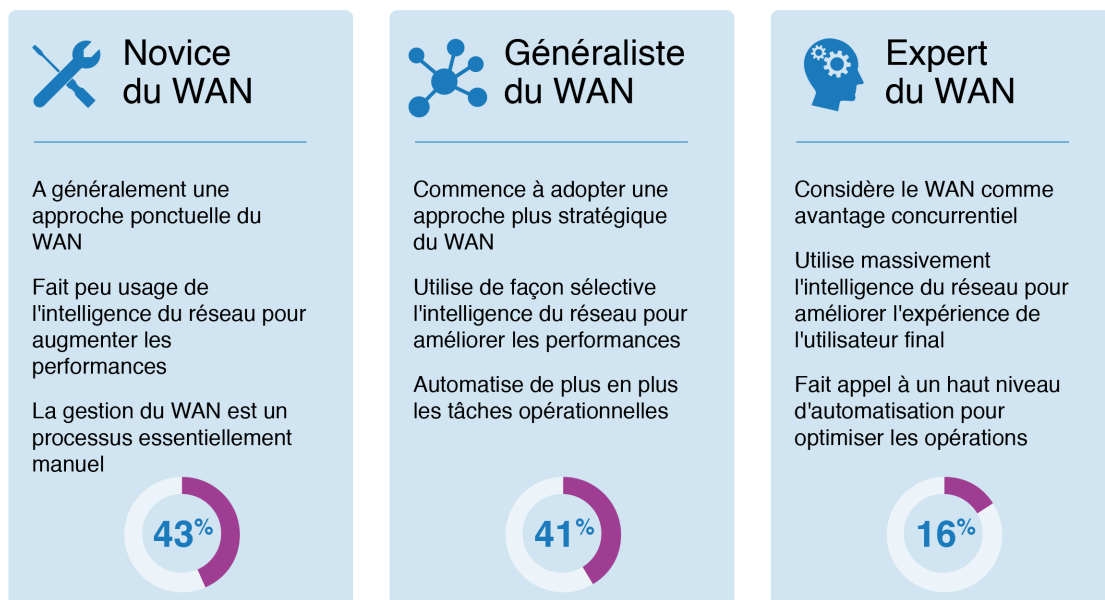 Novice
du WAN
A généralement une
approche ponctuelle du
WAN
Fait peu usage de
l'intelligence du réseau pour
augmenter les
performances
La gestion du WAN est un
processus essentiellement
manuel
43%
Généraliste
du WAN
Commence à adopter une
approche plus stratégique
du WAN
Utilise de façon sélective
l'intelligence du réseau pour
améliorer les performances
Automatise de plus en plus
les tâches opérationnelles
41%
Expert
du WAN
Considère le WAN comme
avantage concurrentiel
Utilise massivement
l'intelligence du réseau pour
améliorer l'expérience de
l'utilisateur final
Fait appel à un haut niveau
d'automatisation pour
optimiser les opérations
16%